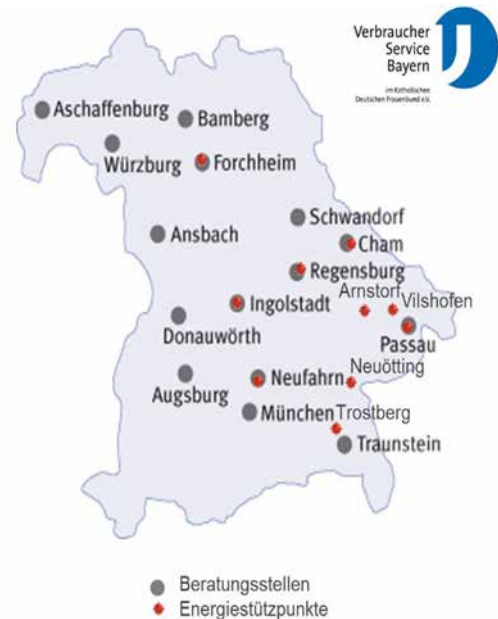 Verbraucher
Service
Bayern
im Katholischen
Deutschen Frauenbund e.V.
Aschaffenburg
Bamberg
Würzburg
Forchheim
Schwandorf
Ansbach
Cham
Regensburg
Arnstorf
Vilshofen
Ingolstadt
Donauwörth
Passau
Neufahrn
Neuötting
Augsburg
München
Trostberg
Traunstein
Beratungsstellen
Energiestützpunkte